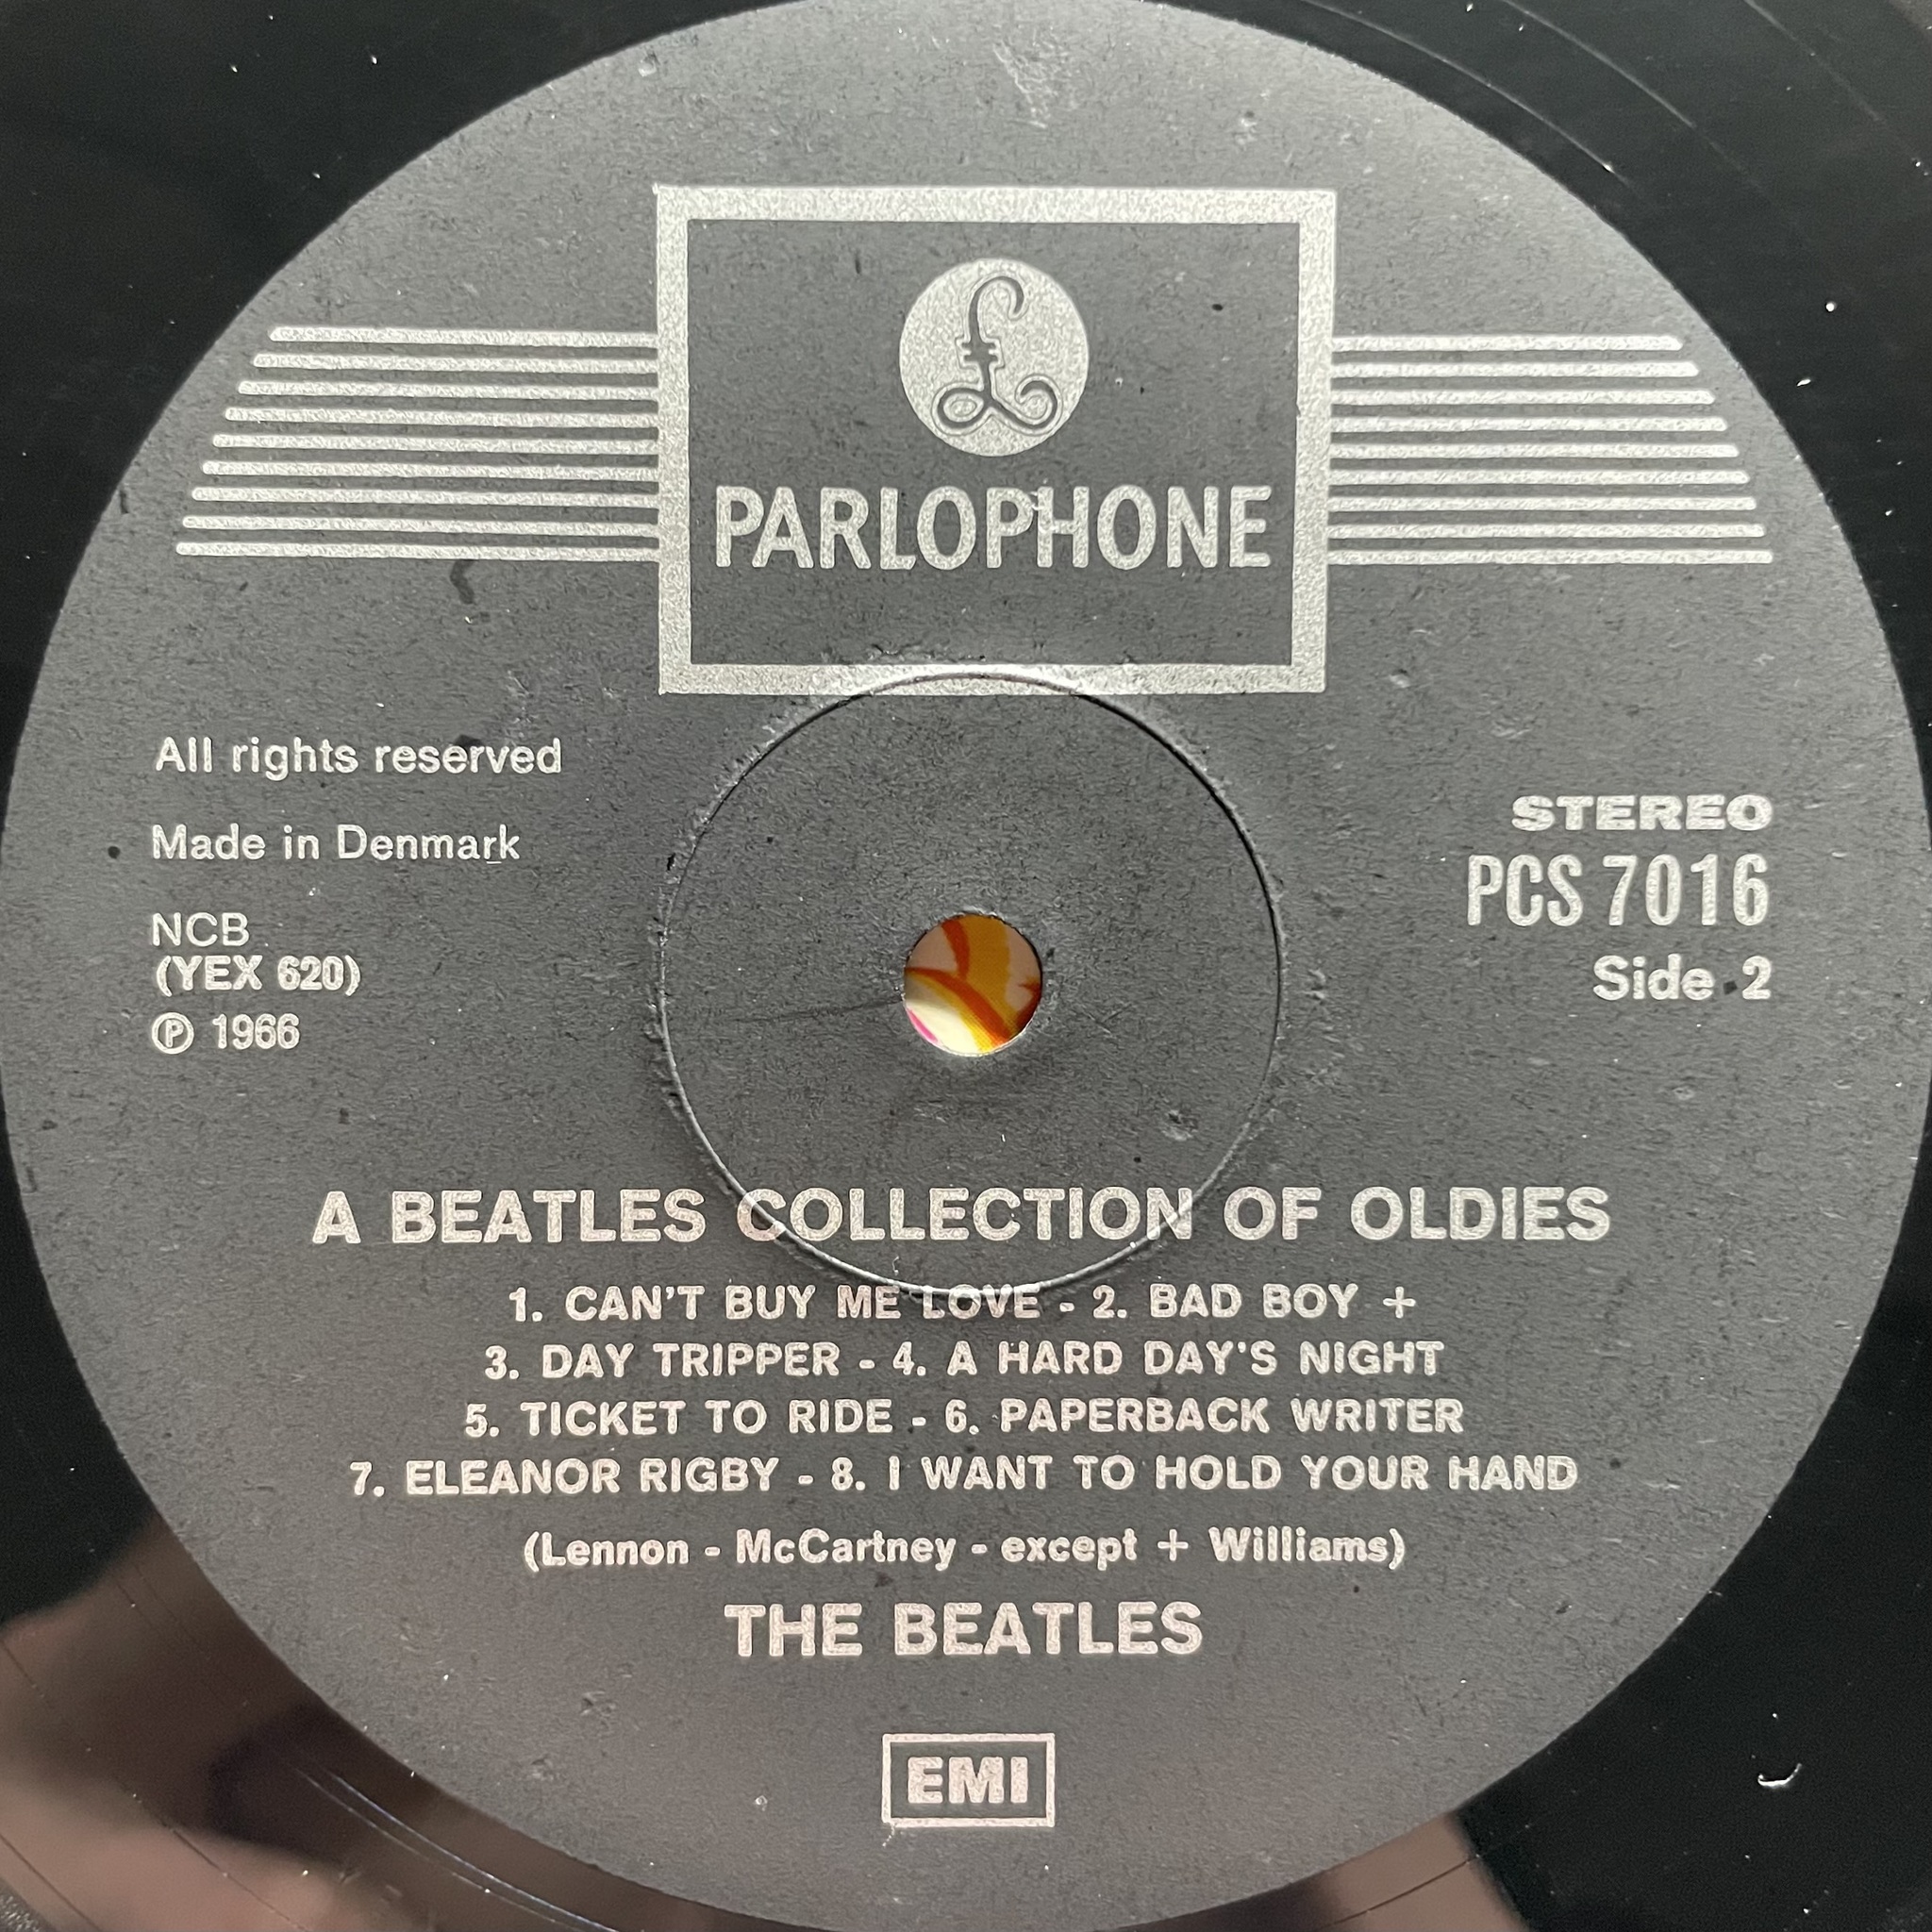 £
PARLOPHONE
All rights reserved
Made in Denmark
NCB
(YEX 620)
℗ 1966
STEREO
PCS 7016
Side 2
A BEATLES COLLECTION OF OLDIES
1. CAN'T BUY ME LOVE - 2. BAD BOY +
3. DAY TRIPPER - 4. A HARD DAY'S NIGHT
5. TICKET TO RIDE - 6. PAPERBACK WRITER
7. ELEANOR RIGBY - 8. I WANT TO HOLD YOUR HAND
(Lennon - McCartney - except + Williams)
THE BEATLES
EMI